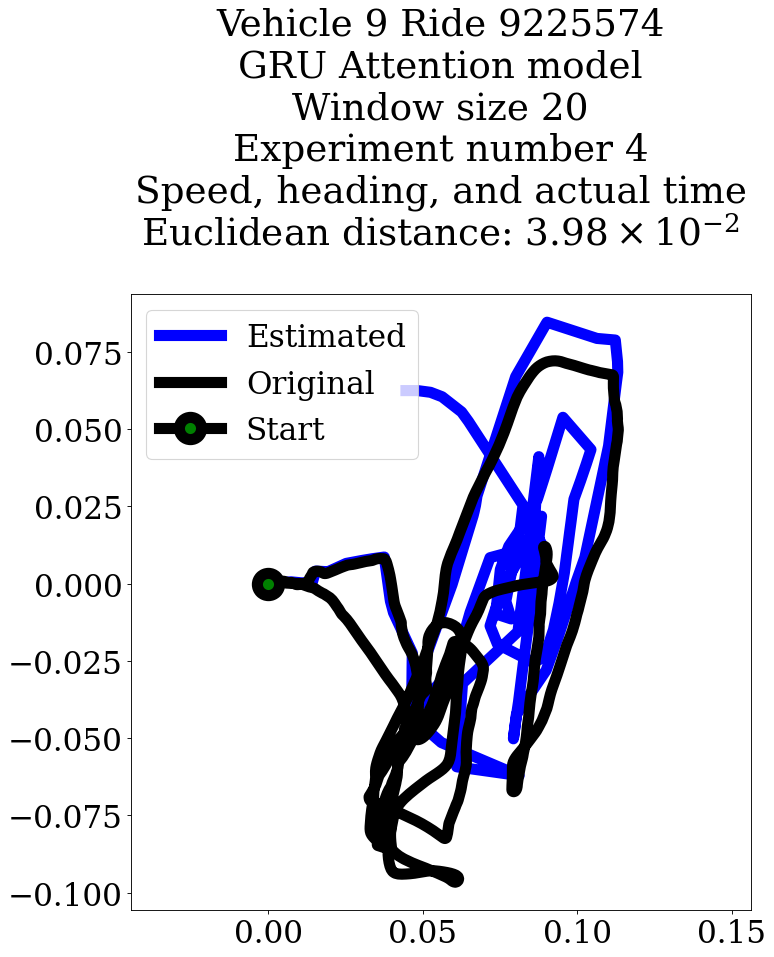 Vehicle 9 Ride 9225574
GRU Attention model
Window size 20
Experiment number 4
Speed, heading, and actual time
Euclidean distance: 3.98 × 10⁻²
Estimated
Original
Start
0.075
0.050
0.025
0.000
−0.025
−0.050
−0.075
−0.100
0.00 0.05 0.10 0.15